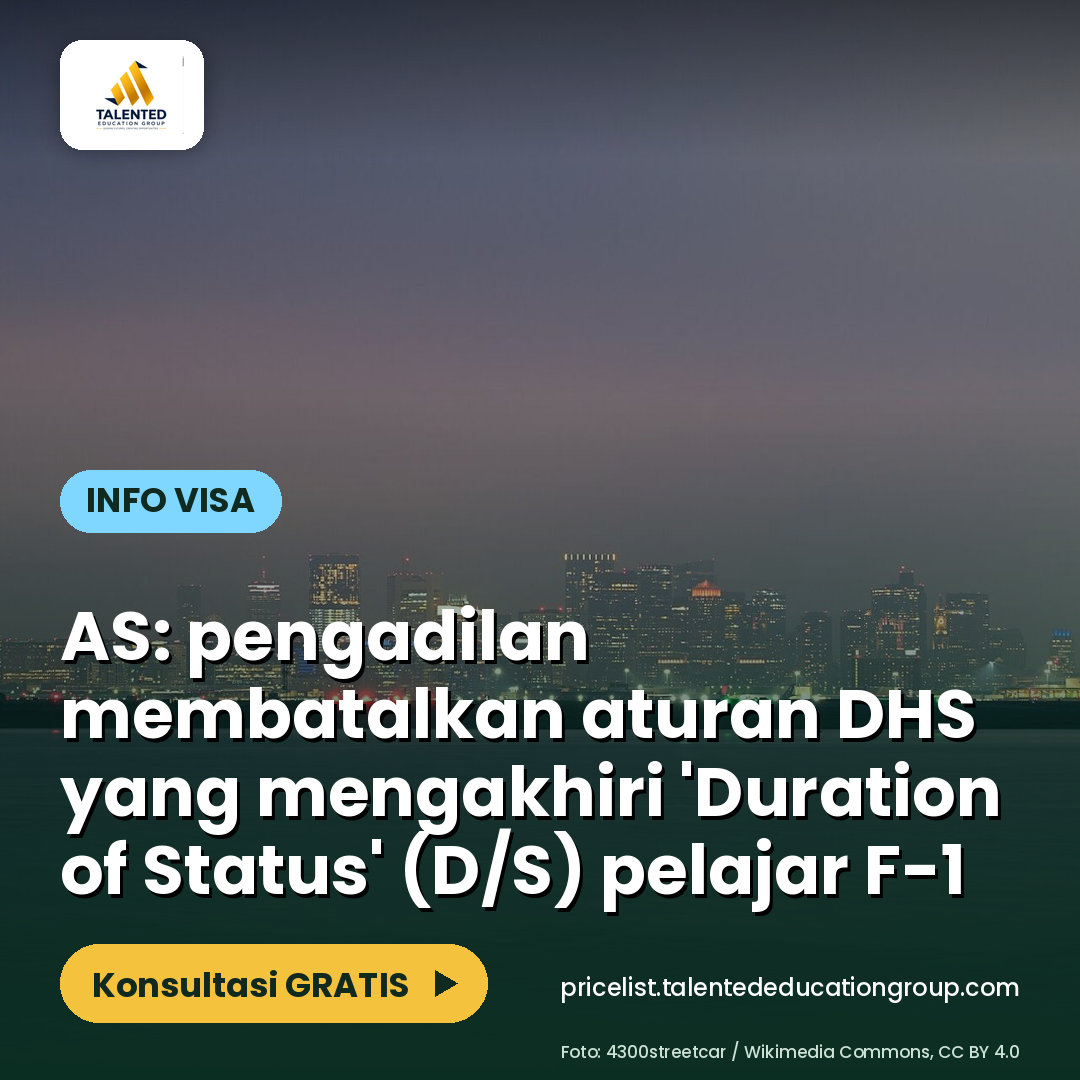 TALENTED
EDUCATION GROUP
INFO VISA
AS: pengadilan
membatalkan aturan DHS
yang mengakhiri 'Duration
of Status' (D/S) pelajar F-1
Konsultasi GRATIS
pricelist.talentededucationgroup.com
Foto: 4300streetcar / Wikimedia Commons, CC BY 4.0